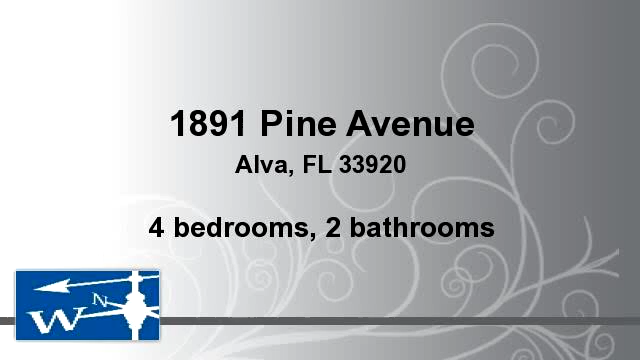 1891 Pine Avenue
Alva, FL 33920
4 bedrooms, 2 bathrooms
N
W